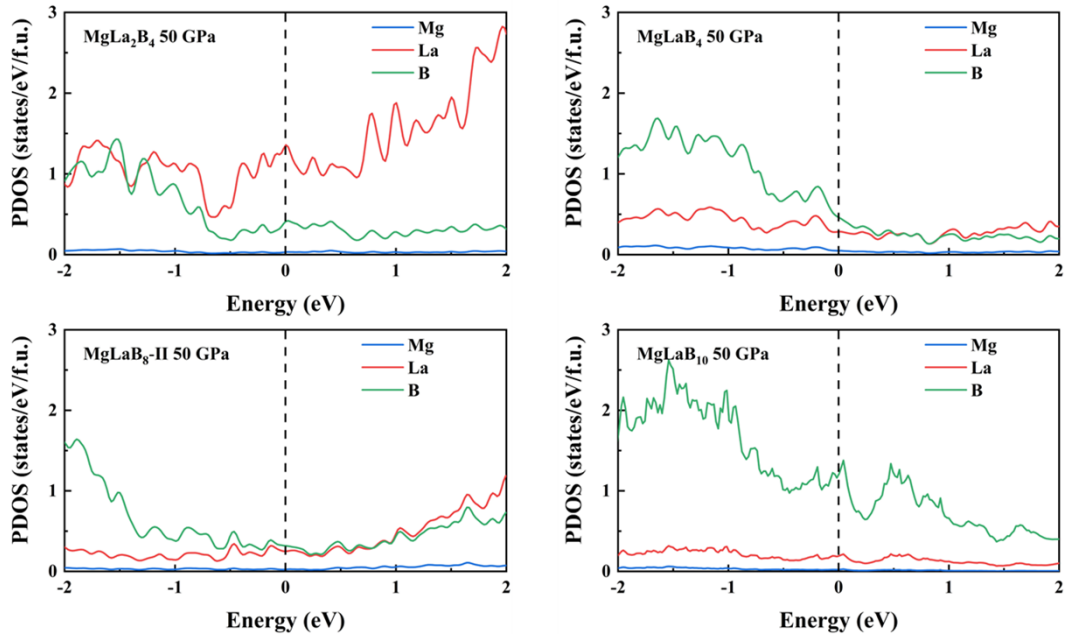 MgLa₂B₄ 50 GPa
Mg
La
B
PDOS (states/eV/f.u.)
3
2
1
0
-2 -1 0 1 2
Energy (eV)
MgLaB₄ 50 GPa
Mg
La
B
PDOS (states/eV/f.u.)
3
2
1
0
-2 -1 0 1 2
Energy (eV)
MgLaB₈-II 50 GPa
Mg
La
B
PDOS (states/eV/f.u.)
3
2
1
0
-2 -1 0 1 2
Energy (eV)
MgLaB₁₀ 50 GPa
Mg
La
B
PDOS (states/eV/f.u.)
3
2
1
0
-2 -1 0 1 2
Energy (eV)